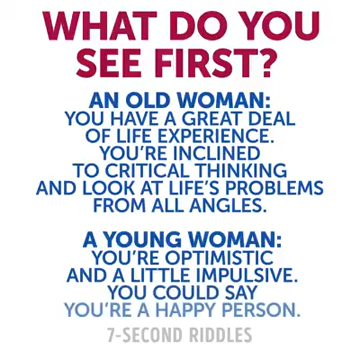 WHAT DO YOU
SEE FIRST?
AN OLD WOMAN:
YOU HAVE A GREAT DEAL
OF LIFE EXPERIENCE.
YOU'RE INCLINED
TO CRITICAL THINKING
AND LOOK AT LIFE'S PROBLEMS
FROM ALL ANGLES.
A YOUNG WOMAN:
YOU'RE OPTIMISTIC
AND A LITTLE IMPULSIVE.
YOU COULD SAY
YOU'RE A HAPPY PERSON.
7-SECOND RIDDLES